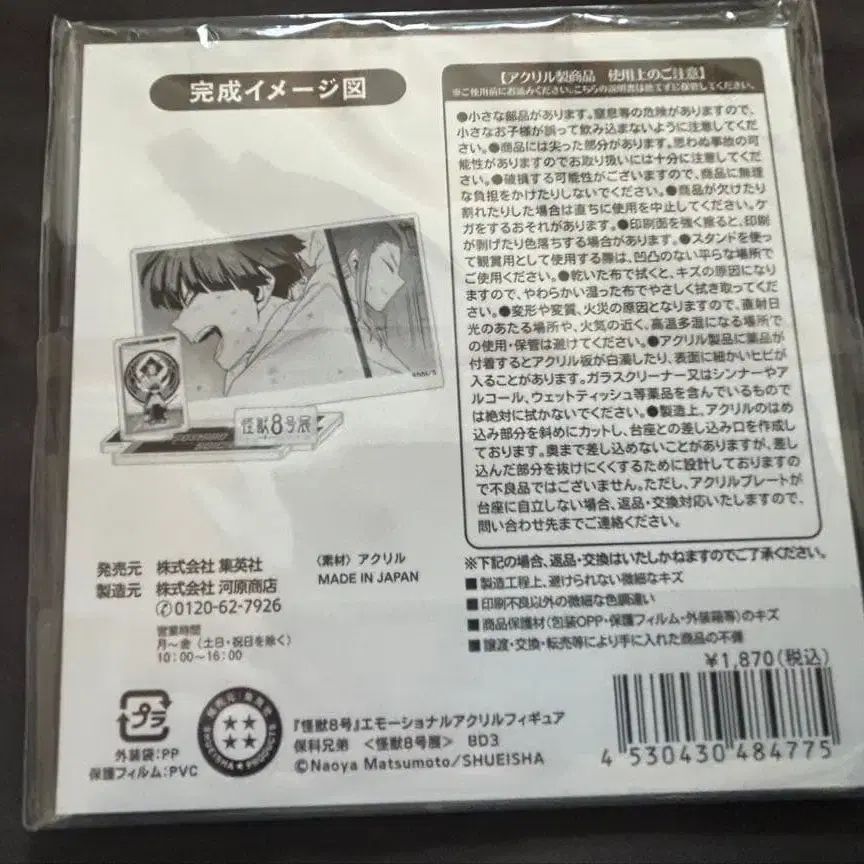 完成イメージ図
【アクリル製商品 使用上のご注意】
※ご使用前にお読みください。こちらの説明書は捨てずに保管してください。
●小さな部品があります。窒息等の危険がありますので、
小さなお子様が誤って飲み込まないように注意してくだ
さい。●商品には尖った部分があります。思わぬ事故の可
能性がありますのでお取り扱いには十分に注意してくだ
さい。●破損する可能性がございますので、商品に無理
な負担をかけたりしないでください。●商品が欠けたり
割れたりした場合は直ちに使用を中止してください。ケ
ガをするおそれがあります。●印刷面を強く擦ると、印刷
が剥げたり色落ちする場合があります。●スタンドを使っ
て観賞用として使用する際は、凹凸のない平らな場所で
ご使用ください。●乾いた布で拭くと、キズの原因になり
ますので、やわらかい湿った布でやさしく拭き取ってくだ
さい。●変形や変質、火災の原因となりますので、直射日
光のあたる場所や、火気の近く、高温多湿になる場所で
の使用・保管は避けてください。●アクリル製品に薬品が
付着するとアクリル板が白濁したり、表面に細かいヒビが
入ることがあります。ガラスクリーナー又はシンナーやア
ルコール、ウェットティッシュ等薬品を含んでいるもので
は絶対に拭かないでください。●製造上、アクリルのはめ
込み部分を斜めにカットし、台座との差し込み口を作成し
ております。奥まで差し込めないことがありますが、差し
込んだ部分を抜けにくくするために設計しておりますの
で不良品ではございません。ただし、アクリルプレートが
台座に自立しない場合、返品・交換対応いたしますので、
問い合わせ先までご連絡ください。
怪獣8号展
発売元 株式会社 集英社
製造元 株式会社 河原商店
0120-62-7926
営業時間
月〜金（土日・祝日を除く）
10:00〜16:00
〈素材〉アクリル
MADE IN JAPAN
※下記の場合、返品・交換はいたしかねますのでご了承ください。
■製造工程上、避けられない微細なキズ
■印刷不良以外の微細な色調違い
■商品保護材（包装OPP・保護フィルム・外装箱等）のキズ
■譲渡・交換・転売等により手に入れた商品の不備
¥1,870（税込）
プラ
外装袋:PP
保護フィルム:PVC
SHUEISHA★PRODUCTS
『怪獣8号』エモーショナルアクリルフィギュア
保科兄弟 <怪獣8号展> BD3
©Naoya Matsumoto/SHUEISHA
4 530430 484775